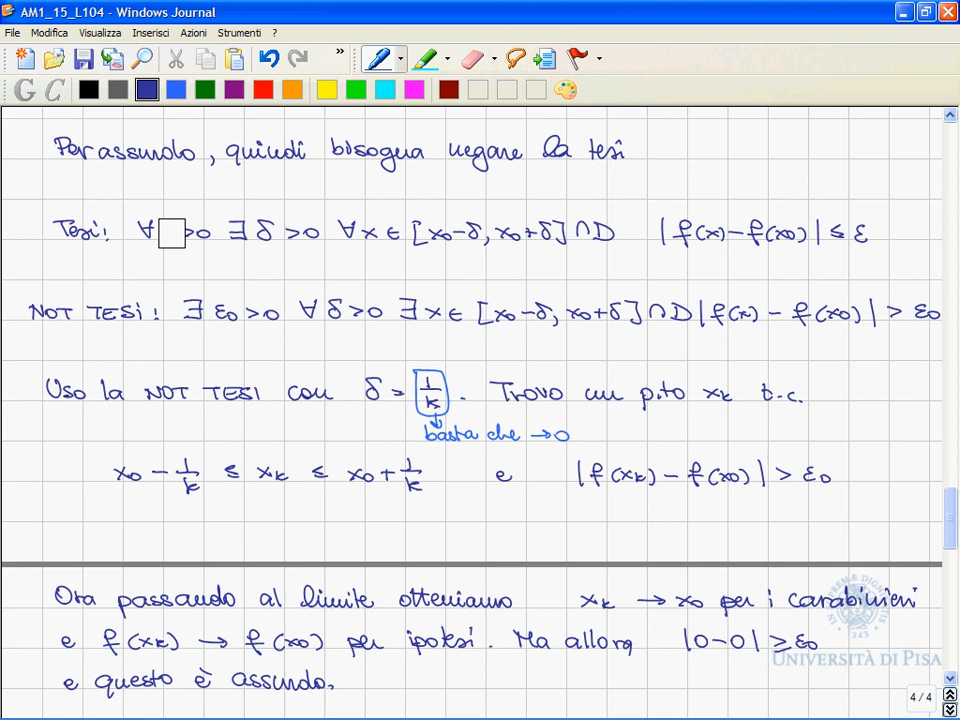 AM1_15_L104 - Windows Journal
File Modifica Visualizza Inserisci Azioni Strumenti ?
G C
Per assurdo, quindi bisogna negare la tesi
Tesi: ∀ >0 ∃ δ >0 ∀ x ∈ [x0-δ, x0+δ] ∩ D |f(x)-f(x0)| ≤ ε
NOT TESI: ∃ ε0 >0 ∀ δ >0 ∃ x ∈ [x0-δ, x0+δ] ∩ D |f(x) - f(x0)| > ε0
Uso la NOT TESI con δ = 1/k . Trovo un p.to xk t.c.
basta che → 0
x0 - 1/k ≤ xk ≤ x0 + 1/k e |f(xk) - f(x0)| > ε0
Ora passando al limite otteniamo xk → x0 per i carabinieri
e f(xk) → f(x0) per ipotesi. Ma allora |0-0| ≥ ε0
UNIVERSITÀ DI PISA
e questo è assurdo.
4 / 4